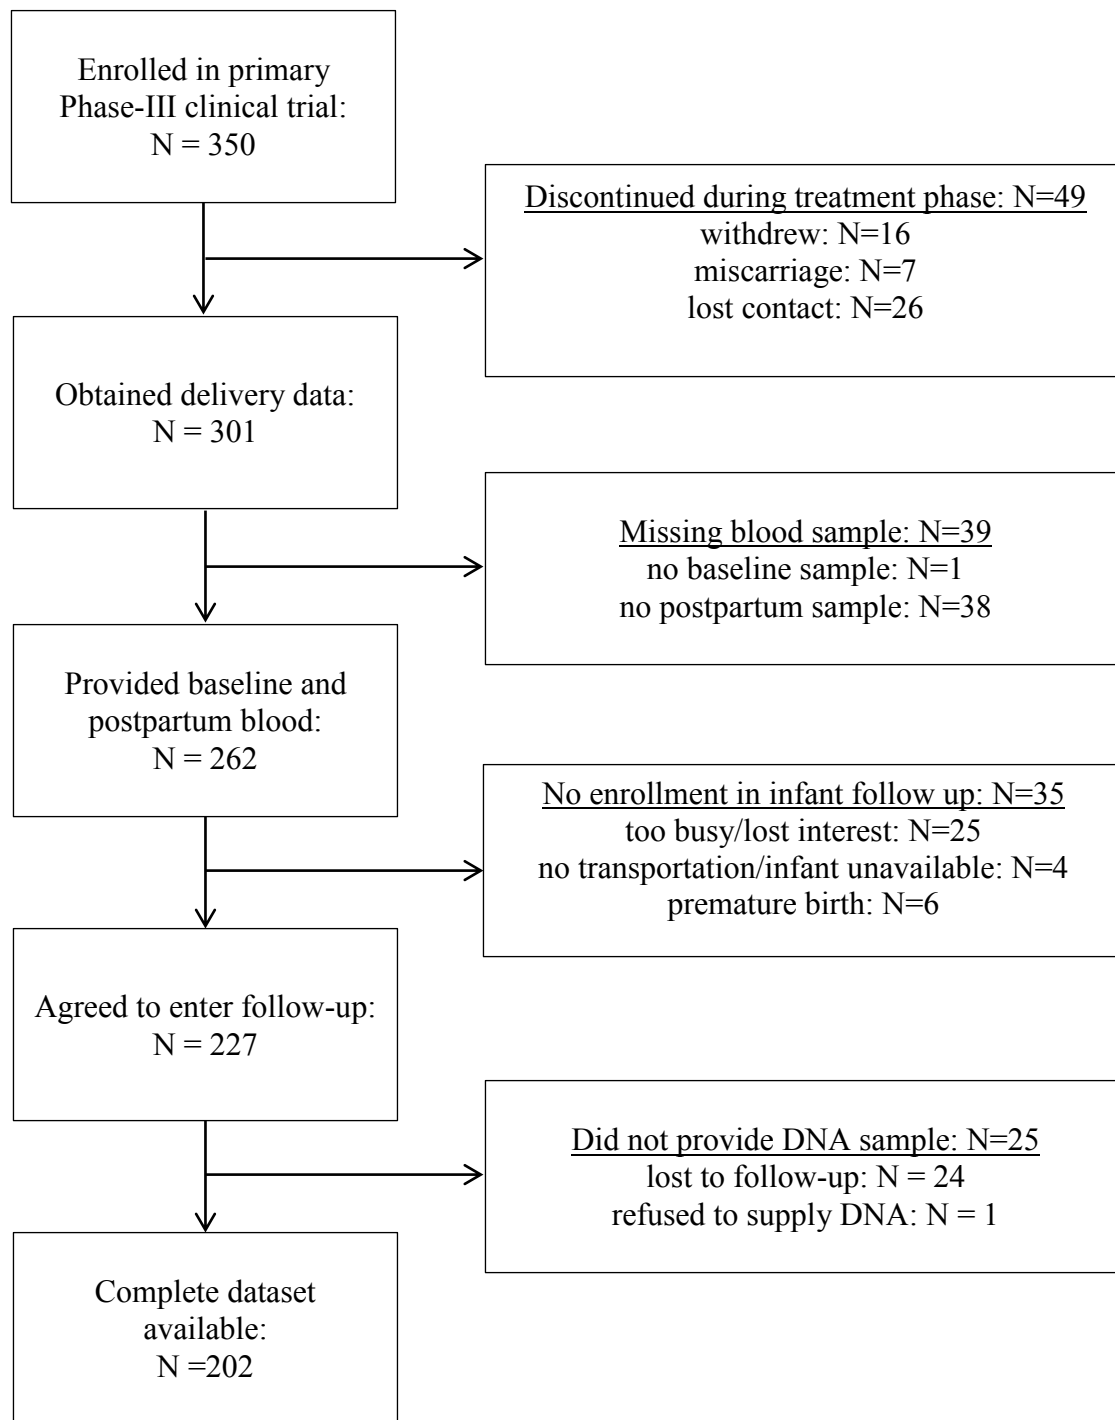 Enrolled in primary
Phase-III clinical trial:
N = 350
Discontinued during treatment phase: N=49
withdrew: N=16
miscarriage: N=7
lost contact: N=26
Obtained delivery data:
N = 301
Missing blood sample: N=39
no baseline sample: N=1
no postpartum sample: N=38
Provided baseline and
postpartum blood:
N = 262
No enrollment in infant follow up: N=35
too busy/lost interest: N=25
no transportation/infant unavailable: N=4
premature birth: N=6
Agreed to enter follow-up:
N = 227
Did not provide DNA sample: N=25
lost to follow-up: N = 24
refused to supply DNA: N = 1
Complete dataset
available:
N =202